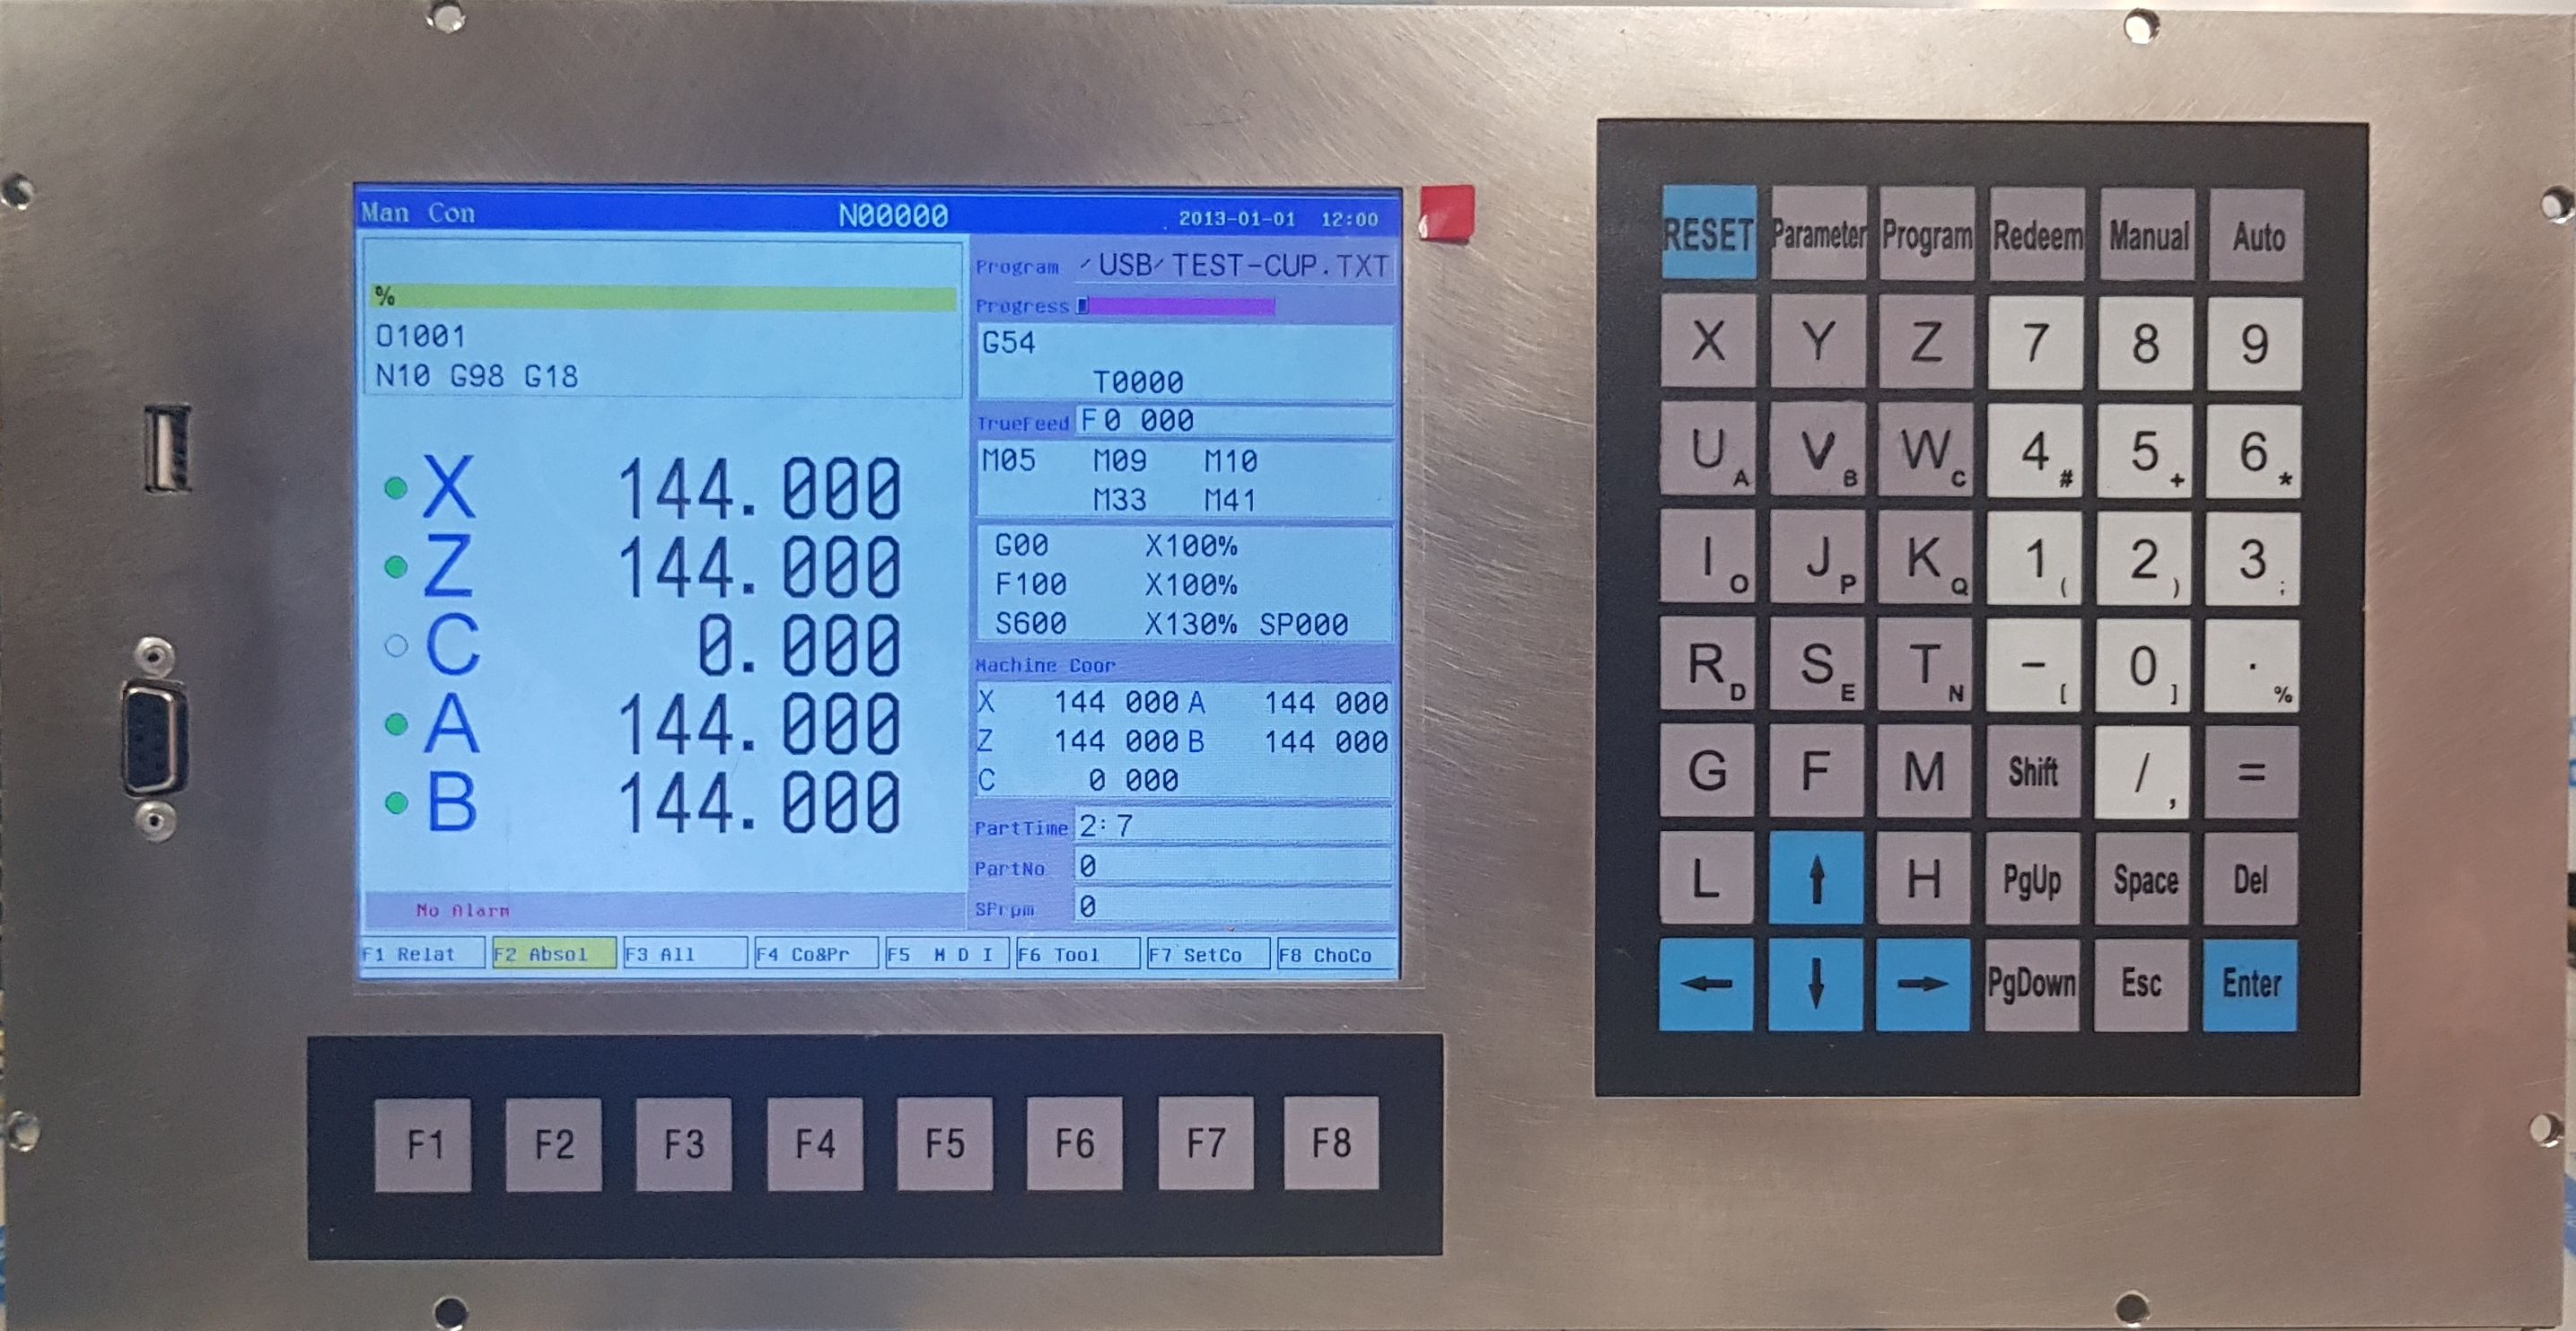 Man Con N00000 2013-01-01 12:00
%
O1001
N10 G98 G18
X 144.000
Z 144.000
C 0.000
A 144.000
B 144.000
No Alarm
Program /USB/TEST-CUP.TXT
Progress
G54
T0000
TrueFeed F0 000
M05 M09 M10
M33 M41
G00 X100%
F100 X100%
S600 X130% SP000
Machine Coor
X 144 000 A 144 000
Z 144 000 B 144 000
C 0 000
PartTime 2:7
PartNo 0
SPrpm 0
F1 Relat F2 Absol F3 All F4 Co&Pr F5 M D I F6 Tool F7 SetCo F8 ChoCo
F1 F2 F3 F4 F5 F6 F7 F8
RESET Parameter Program Redeem Manual Auto
X Y Z 7 8 9
U A V B W C 4 # 5 + 6 *
I O J P K Q 1 ( 2 ) 3 ;
R D S E T N - [ 0 ] . %
G F M Shift / , =
L ↑ H PgUp Space Del
← ↓ → PgDown Esc Enter